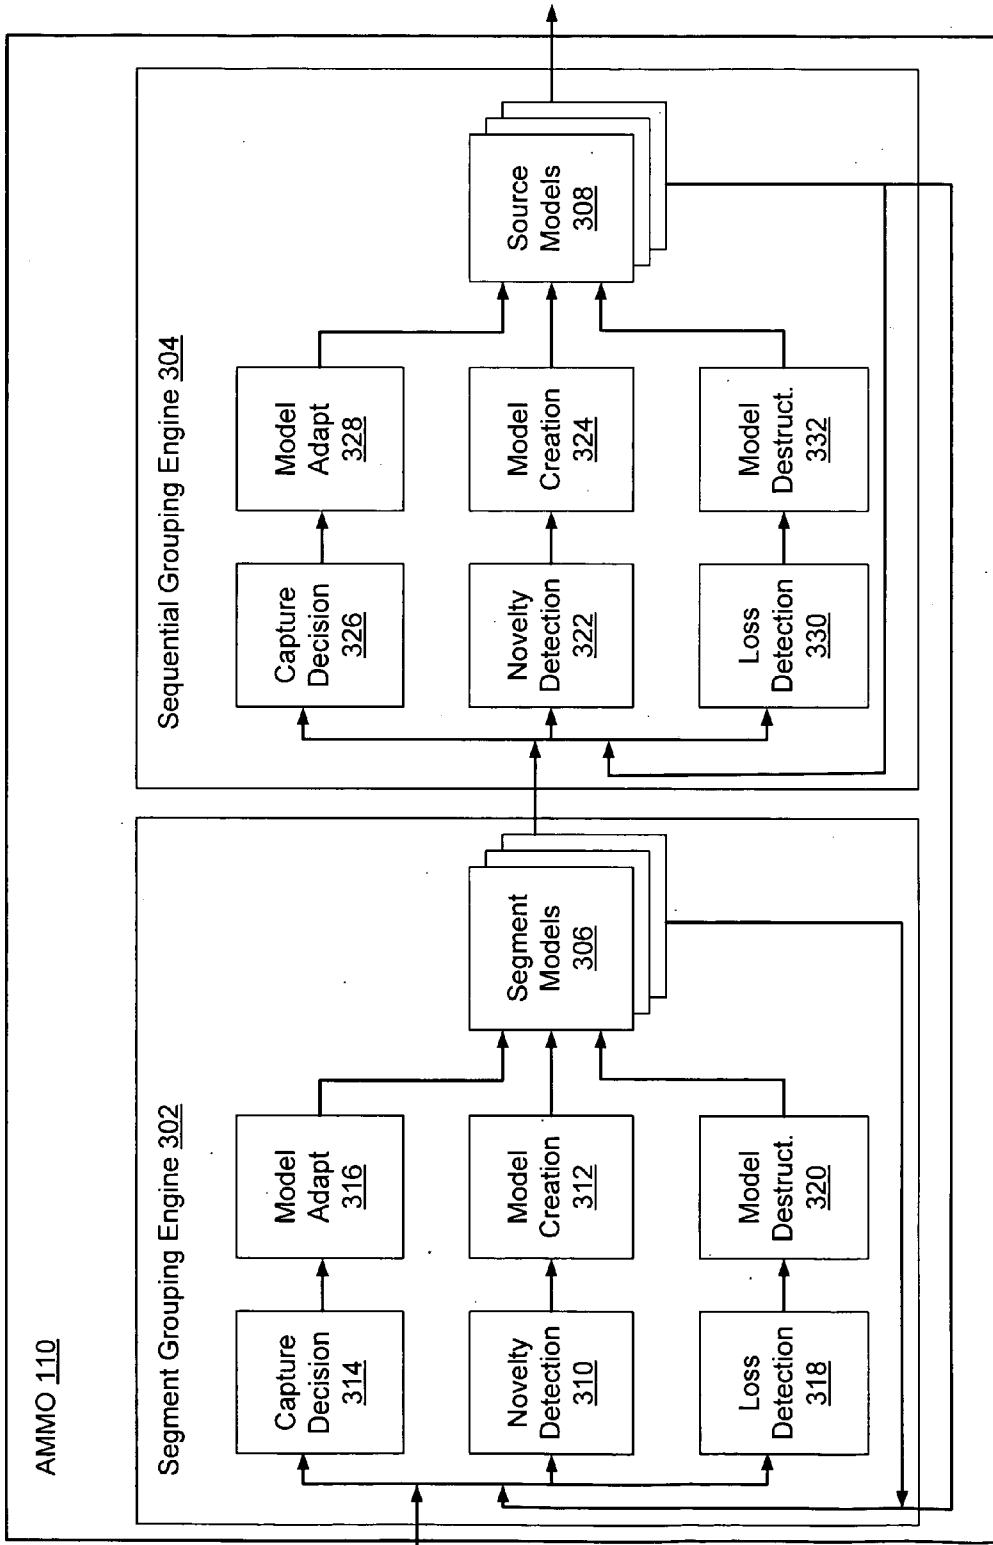 AMMO 110
Segment Grouping Engine 302
Capture
Decision
314
Model
Adapt
316
Novelty
Detection
310
Model
Creation
312
Loss
Detection
318
Model
Destruct.
320
Segment
Models
306
Sequential Grouping Engine 304
Capture
Decision
326
Model
Adapt
328
Novelty
Detection
322
Model
Creation
324
Loss
Detection
330
Model
Destruct.
332
Source
Models
308